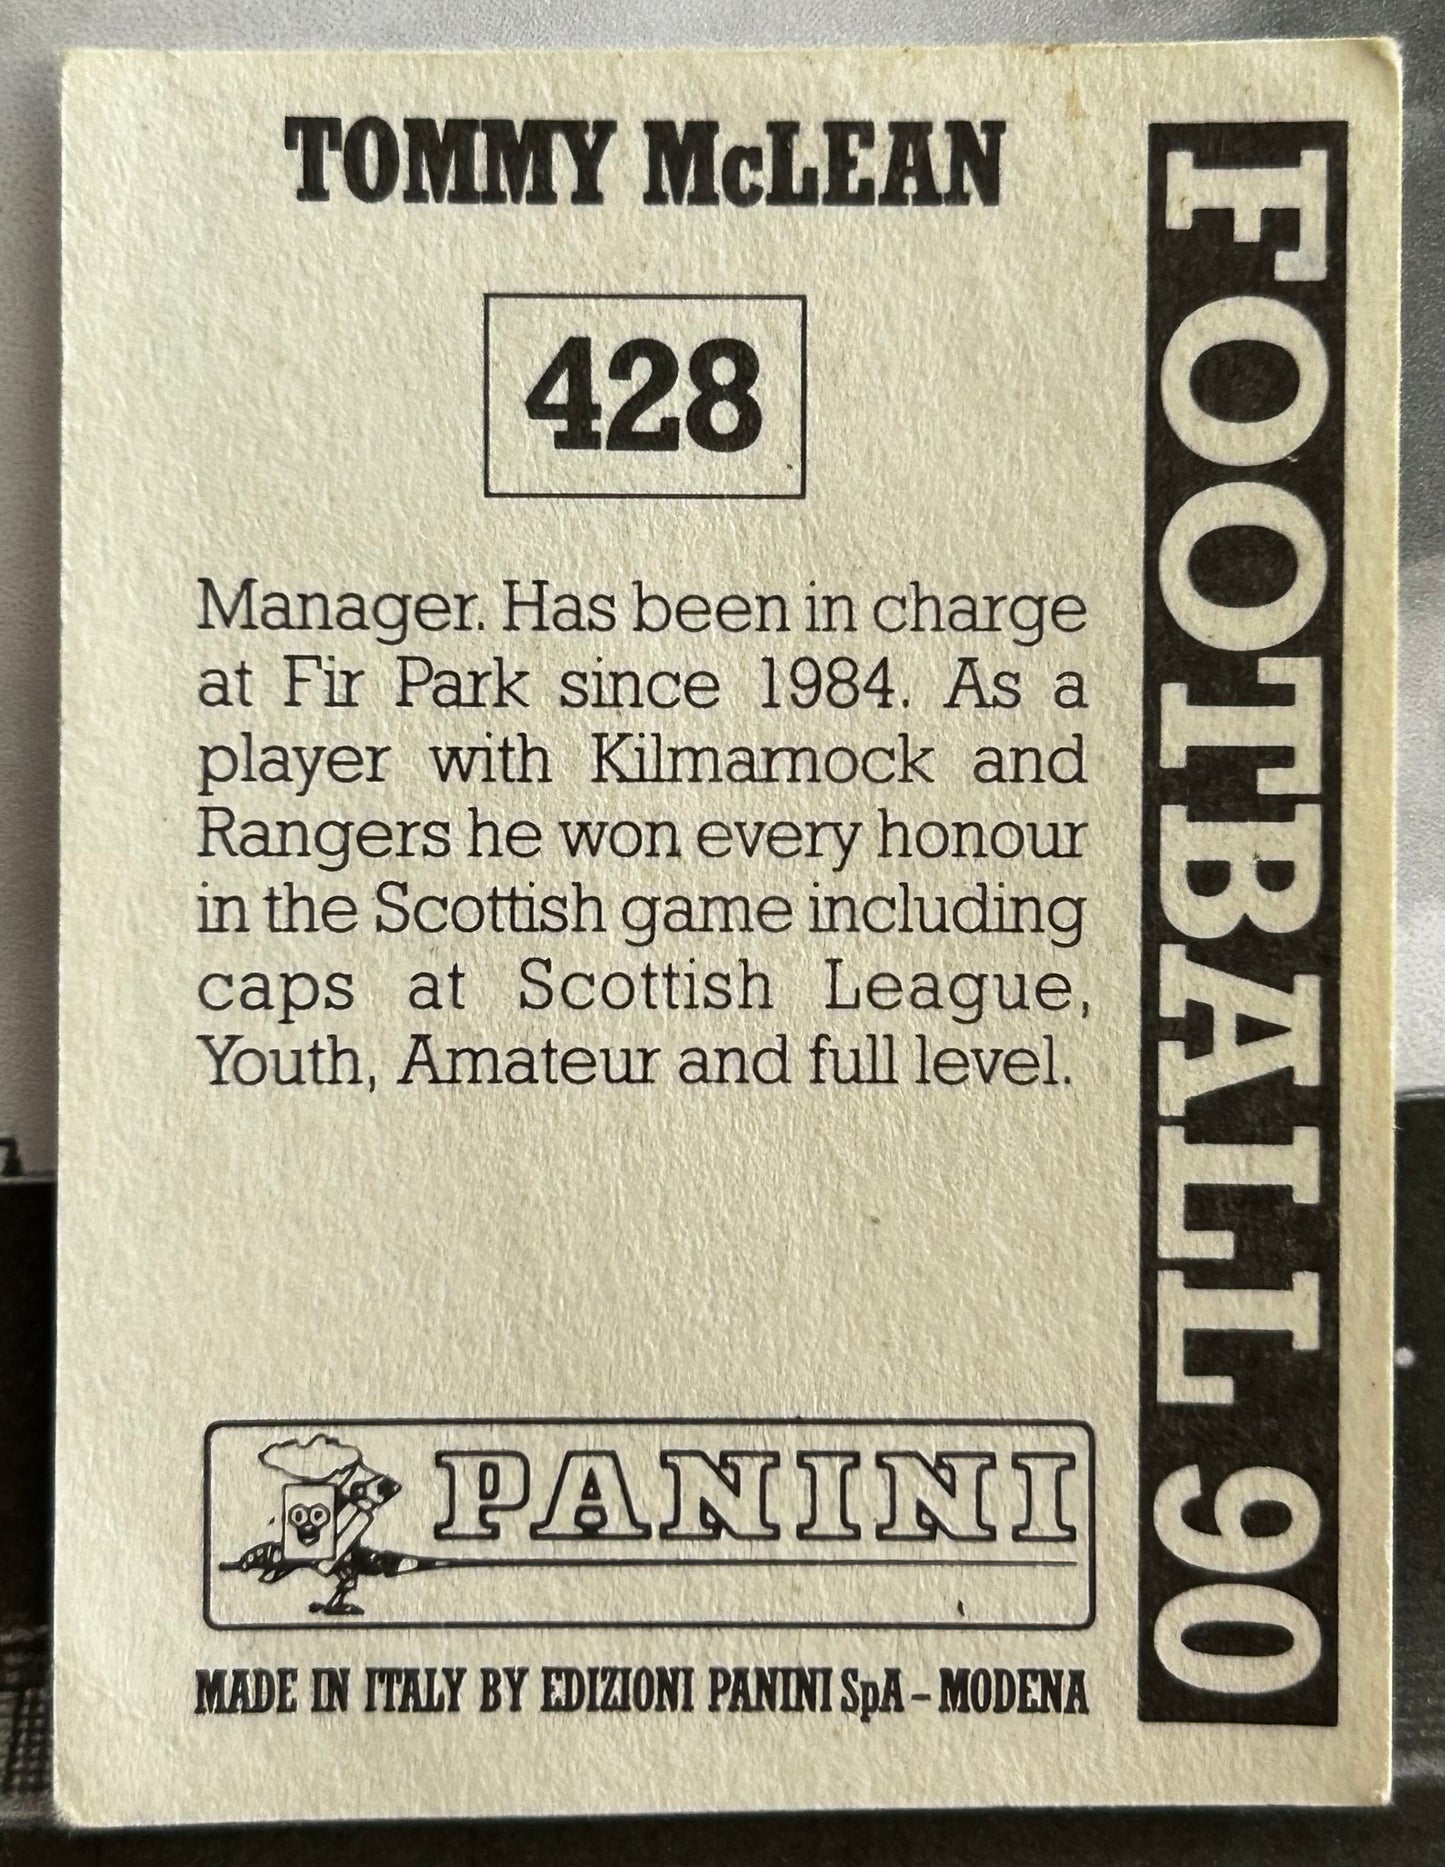 TOMMY McLEAN
428
Manager. Has been in charge
at Fir Park since 1984. As a
player with Kilmarnock and
Rangers he won every honour
in the Scottish game including
caps at Scottish League,
Youth, Amateur and full level.
PANINI
MADE IN ITALY BY EDIZIONI PANINI SpA – MODENA
FOOTBALL 90